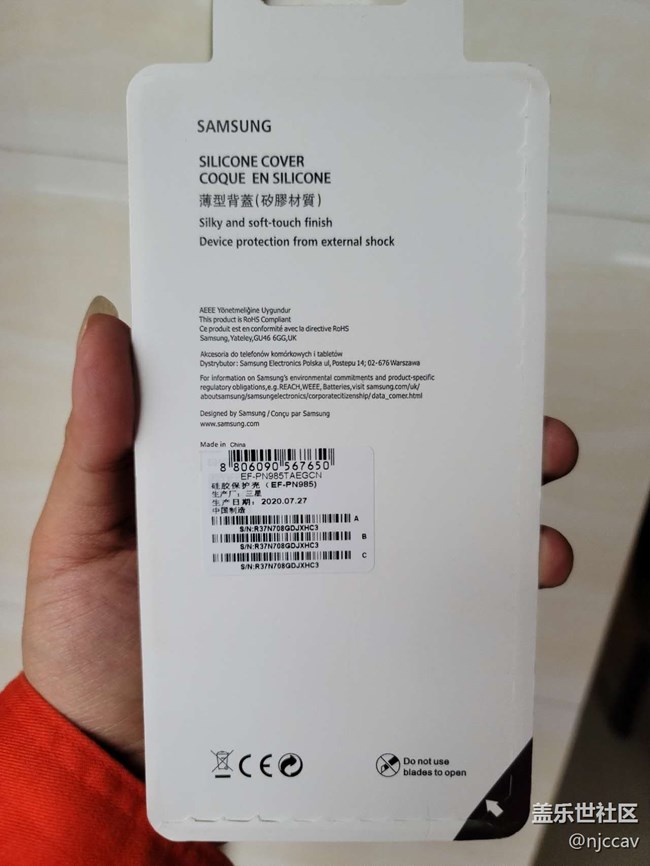 SAMSUNG
SILICONE COVER
COQUE EN SILICONE
薄型背蓋(矽膠材質)
Silky and soft-touch finish
Device protection from external shock
AEEE Yönetmeliğine Uygundur
This product is RoHS Compliant
Ce produit est en conformité avec la directive RoHS
Samsung,Yateley,GU46 6GG,UK
Akcesoria do telefonów komórkowych i tabletów
Dystrybutor: Samsung Electronics Polska ul,Postepu 14; 02-676 Warszawa
For information on Samsung's environmental commitments and product-specific
regulatory obligations,e.g.REACH,WEEE, Batteries,visit samsung.com/uk/
aboutsamsung/samsungelectronics/corporatecitizenship/ data_corner.html
Designed by Samsung / Conçu par Samsung
www.samsung.com
Made in China
8 806090 567650
EF-PN985TAEGCN
硅胶保护壳（EF-PN985）
生产厂：三星
生产日期：2020.07.27
中国制造
A
S/N:R37N708GDJXHC3
B
S/N:R37N708GDJXHC3
C
S/N:R37N708GDJXHC3
CE
Do not use
blades to open
盖乐世社区
@njccav